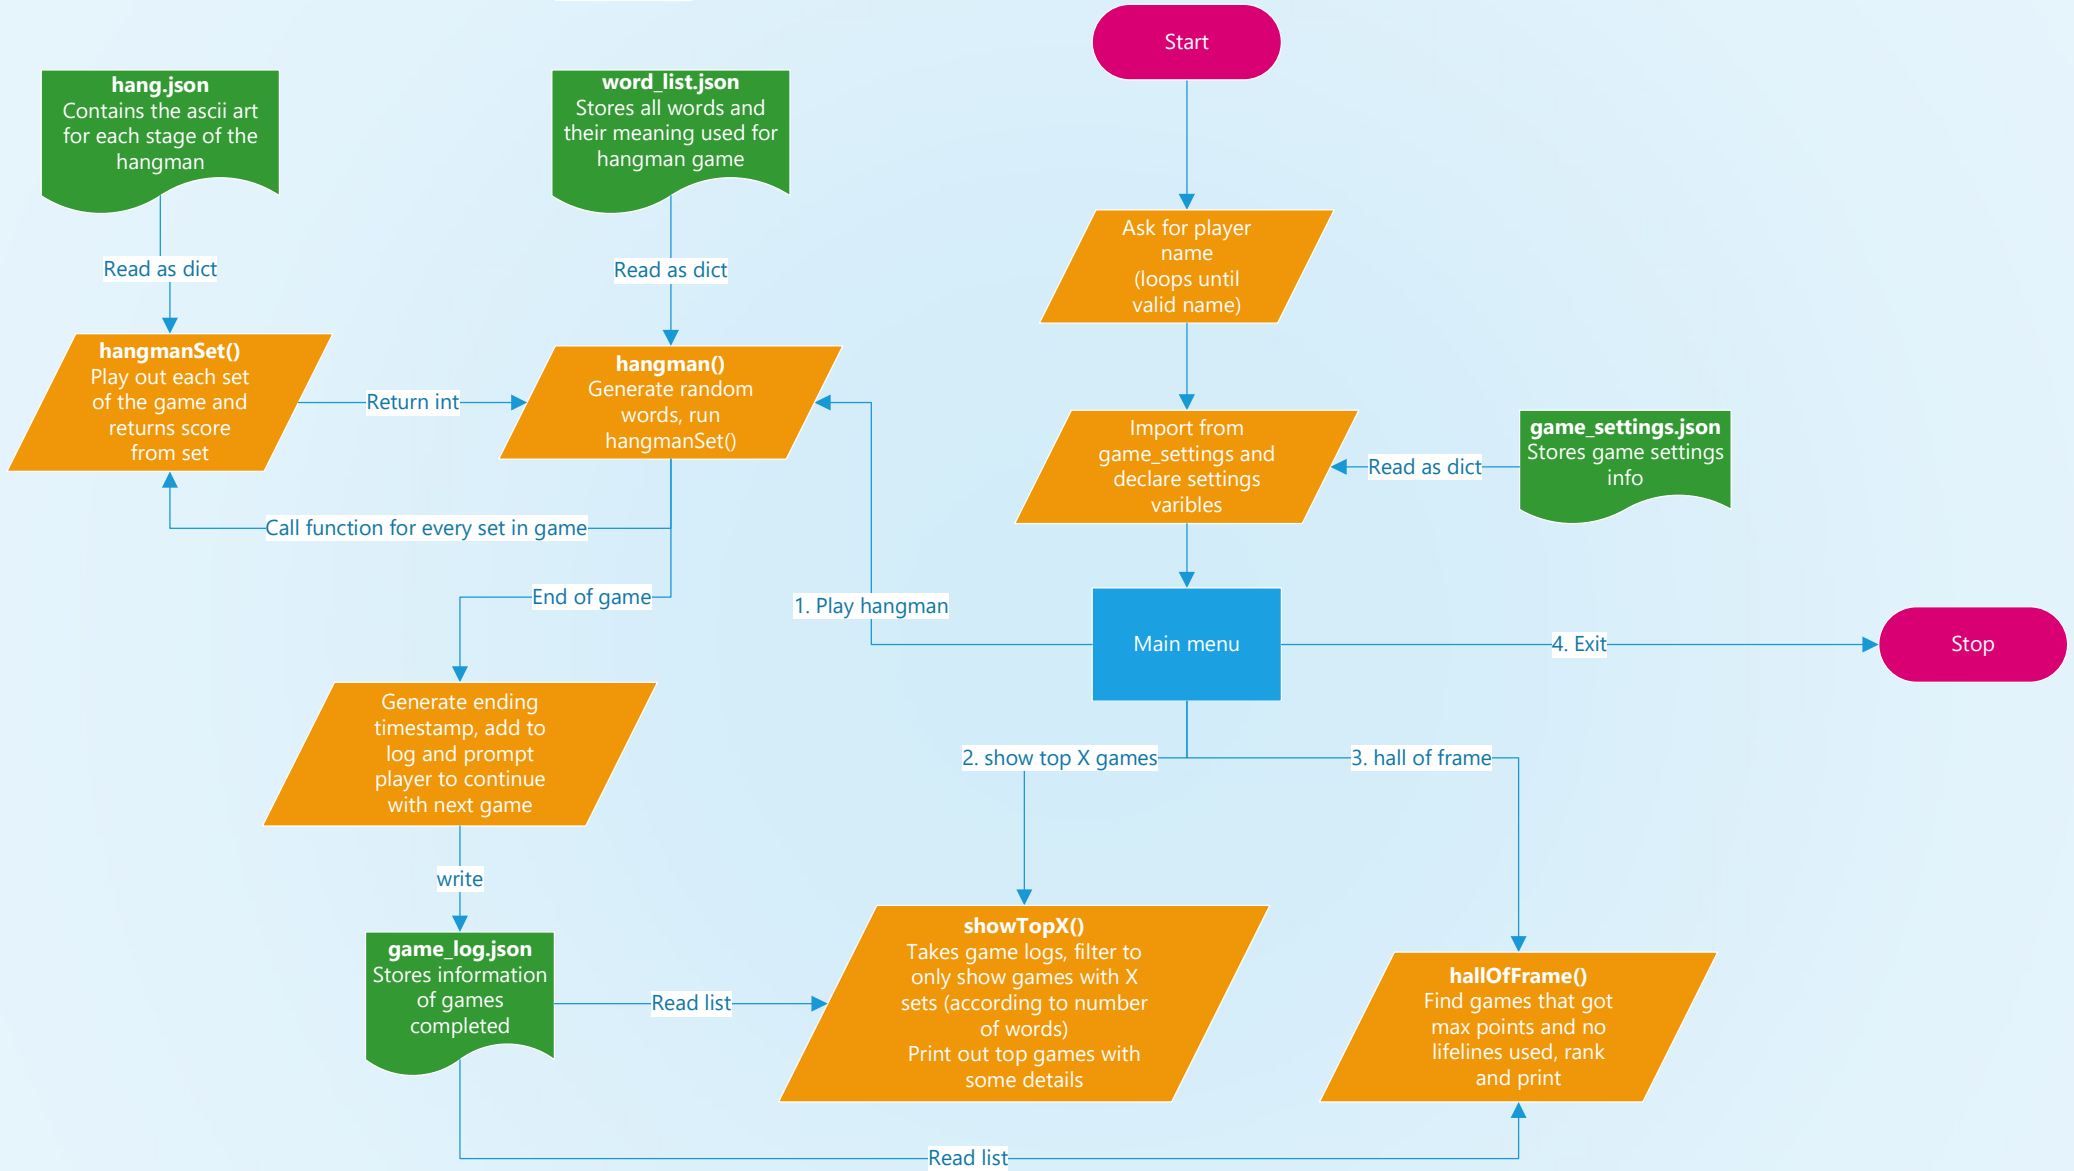 Start
hang.json
Contains the ascii art
for each stage of the
hangman
word_list.json
Stores all words and
their meaning used for
hangman game
Ask for player
name
(loops until
valid name)
Read as dict
Read as dict
hangmanSet()
Play out each set
of the game and
returns score
from set
Return int
hangman()
Generate random
words, run
hangmanSet()
Import from
game_settings and
declare settings
varibles
Read as dict
game_settings.json
Stores game settings
info
Call function for every set in game
End of game
1. Play hangman
Main menu
4. Exit
Stop
Generate ending
timestamp, add to
log and prompt
player to continue
with next game
2. show top X games
3. hall of frame
write
game_log.json
Stores information
of games
completed
Read list
showTopX()
Takes game logs, filter to
only show games with X
sets (according to number
of words)
Print out top games with
some details
hallOfFrame()
Find games that got
max points and no
lifelines used, rank
and print
Read list